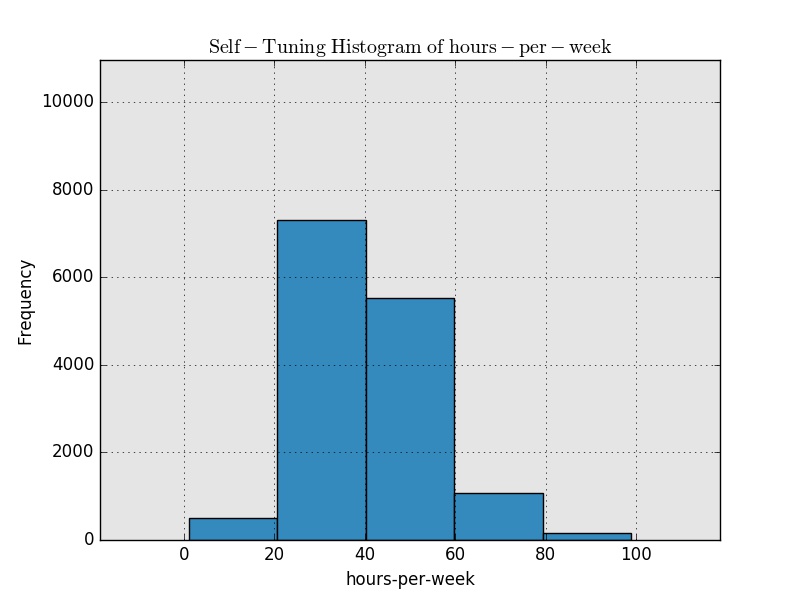 Self − Tuning Histogram of hours − per − week
10000
8000
6000
4000
2000
0
Frequency
0 20 40 60 80 100
hours-per-week